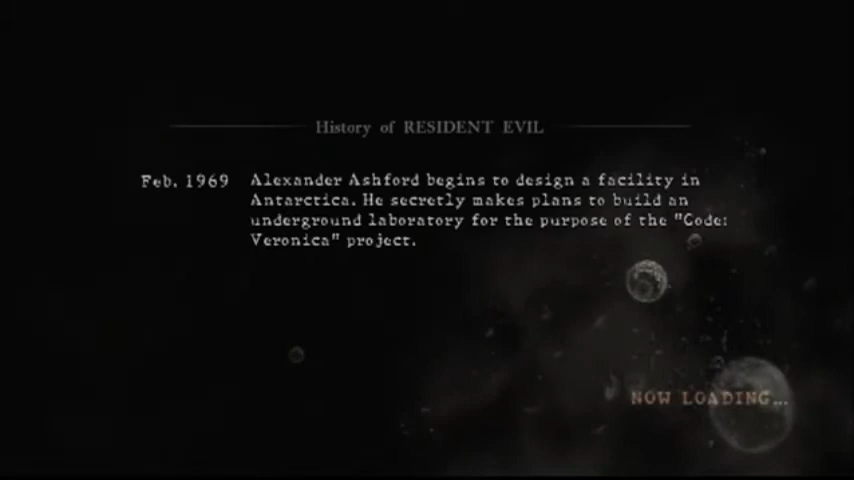 History of RESIDENT EVIL
Feb. 1969 Alexander Ashford begins to design a facility in
Antarctica. He secretly makes plans to build an
underground laboratory for the purpose of the "Code:
Veronica" project.
NOW LOADING...